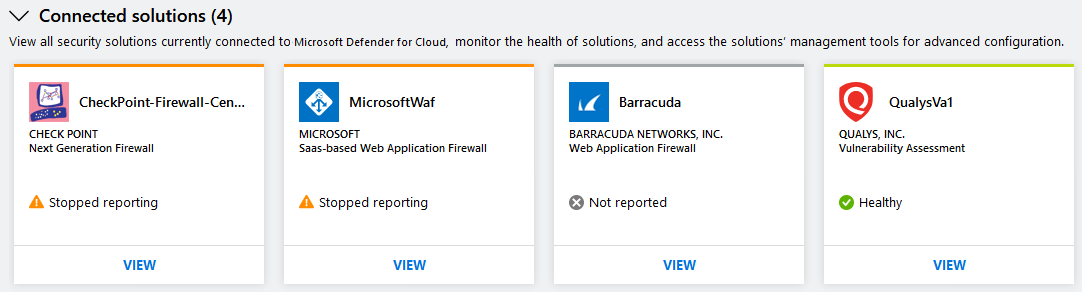 Connected solutions (4)
View all security solutions currently connected to Microsoft Defender for Cloud, monitor the health of solutions, and access the solutions' management tools for advanced configuration.
CheckPoint-Firewall-Cen...
CHECK POINT
Next Generation Firewall
Stopped reporting
VIEW
MicrosoftWaf
MICROSOFT
Saas-based Web Application Firewall
Stopped reporting
VIEW
Barracuda
BARRACUDA NETWORKS, INC.
Web Application Firewall
Not reported
VIEW
QualysVa1
QUALYS, INC.
Vulnerability Assessment
Healthy
VIEW